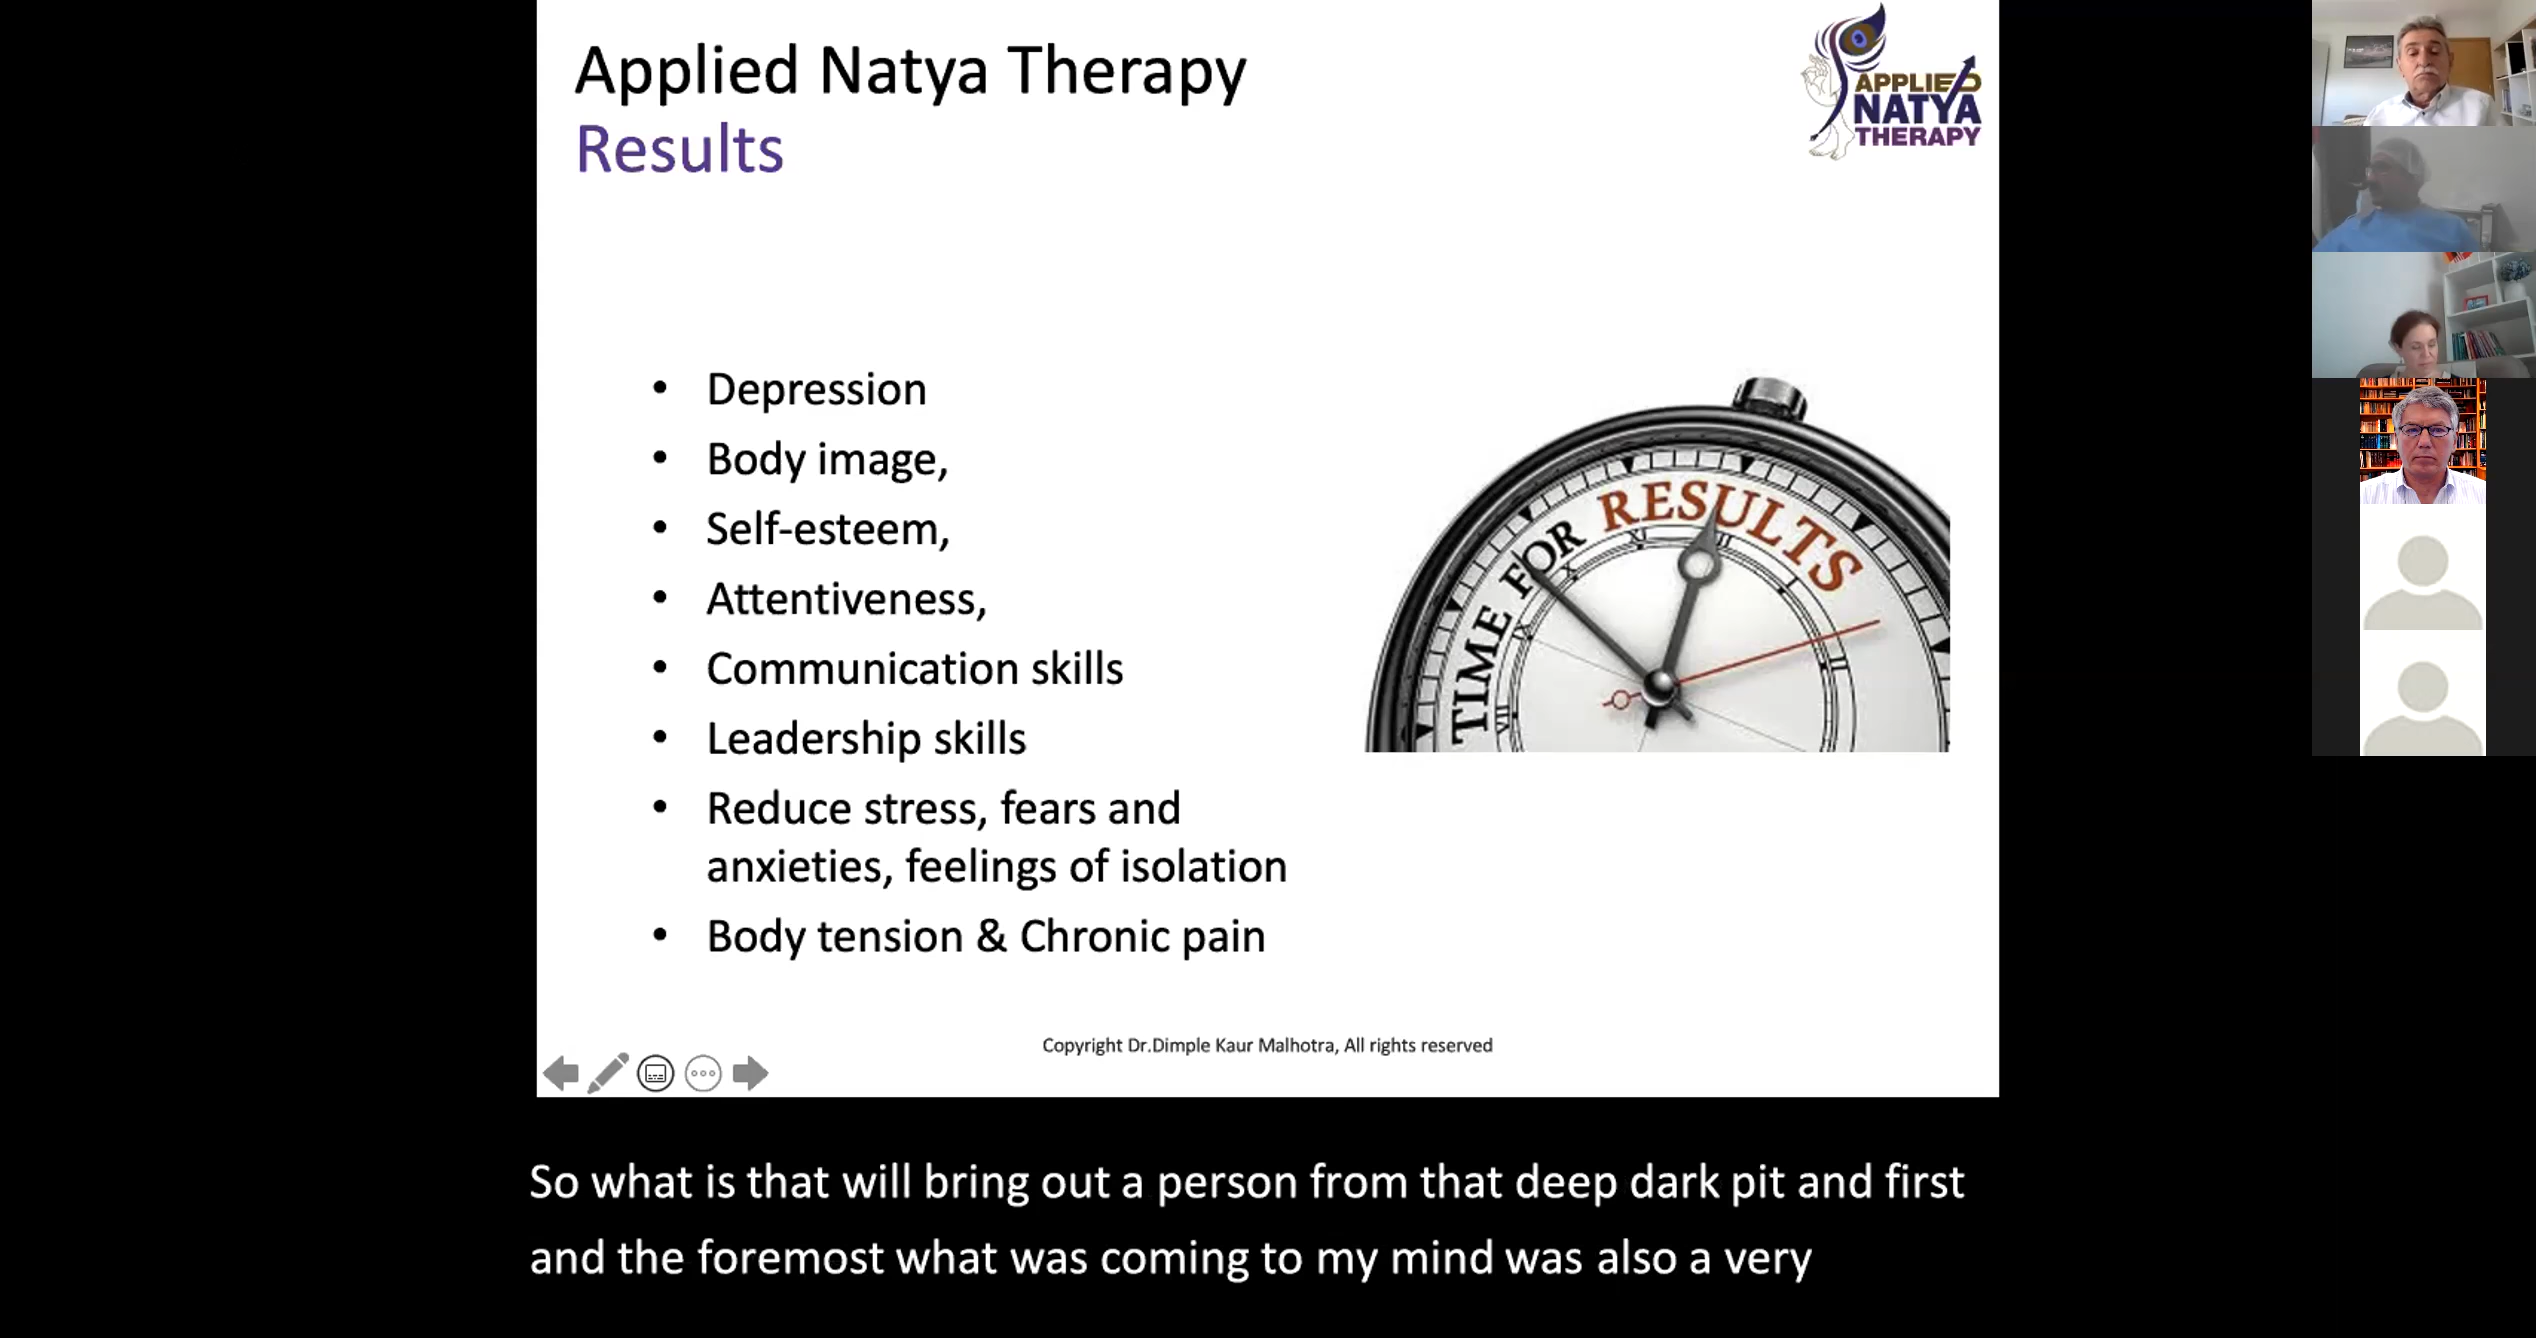 Applied Natya Therapy
Results
APPLIED
NATYA
THERAPY
• Depression
• Body image,
• Self-esteem,
• Attentiveness,
• Communication skills
• Leadership skills
• Reduce stress, fears and
anxieties, feelings of isolation
• Body tension & Chronic pain
TIME FOR RESULTS
Copyright Dr.Dimple Kaur Malhotra, All rights reserved
So what is that will bring out a person from that deep dark pit and first
and the foremost what was coming to my mind was also a very